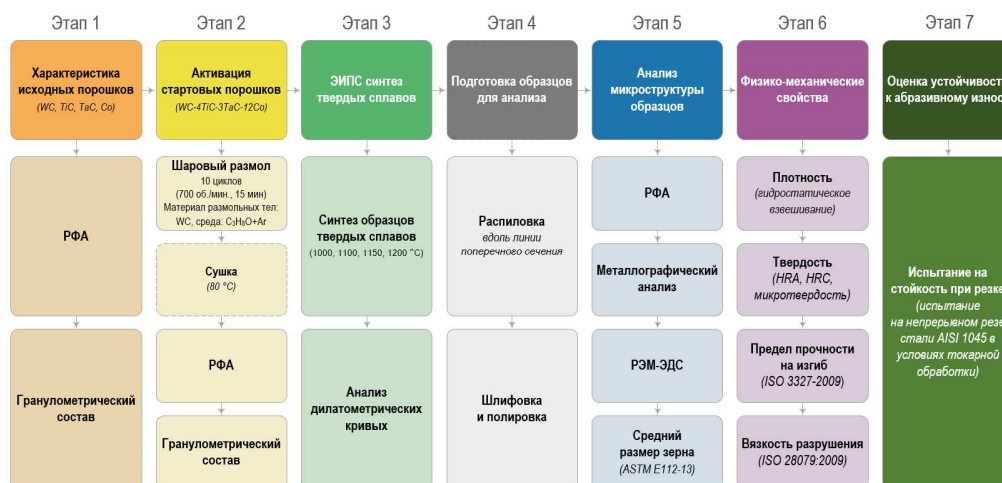 Этап 1
Характеристика
исходных порошков
(WC, TiC, TaC, Co)
РФА
Гранулометрический
состав
Этап 2
Активация
стартовых порошков
(WC-4TiC-3TaC-12Co)
Шаровый размол
10 циклов
(700 об./мин., 15 мин)
Материал размольных тел:
WC, среда: C₃H₈O+Ar
Сушка
(80 °C)
РФА
Гранулометрический
состав
Этап 3
ЭИПС синтез
твердых сплавов
Синтез образцов
твердых сплавов
(1000, 1100, 1150, 1200 °C)
Анализ
дилатометрических
кривых
Этап 4
Подготовка образцов
для анализа
Распиловка
вдоль линии
поперечного сечения
Шлифовка
и полировка
Этап 5
Анализ
микроструктуры
образцов
РФА
Металлографический
анализ
РЭМ-ЭДС
Средний
размер зерна
(ASTM E112-13)
Этап 6
Физико-механические
свойства
Плотность
(гидростатическое
взвешивание)
Твердость
(HRA, HRC,
микротвердость)
Предел прочности
на изгиб
(ISO 3327-2009)
Вязкость разрушения
(ISO 28079:2009)
Этап 7
Оценка устойчивост
к абразивному износ
Испытание на
стойкость при резке
(испытание
на непрерывном резе
стали AISI 1045 в
условиях токарной
обработки)